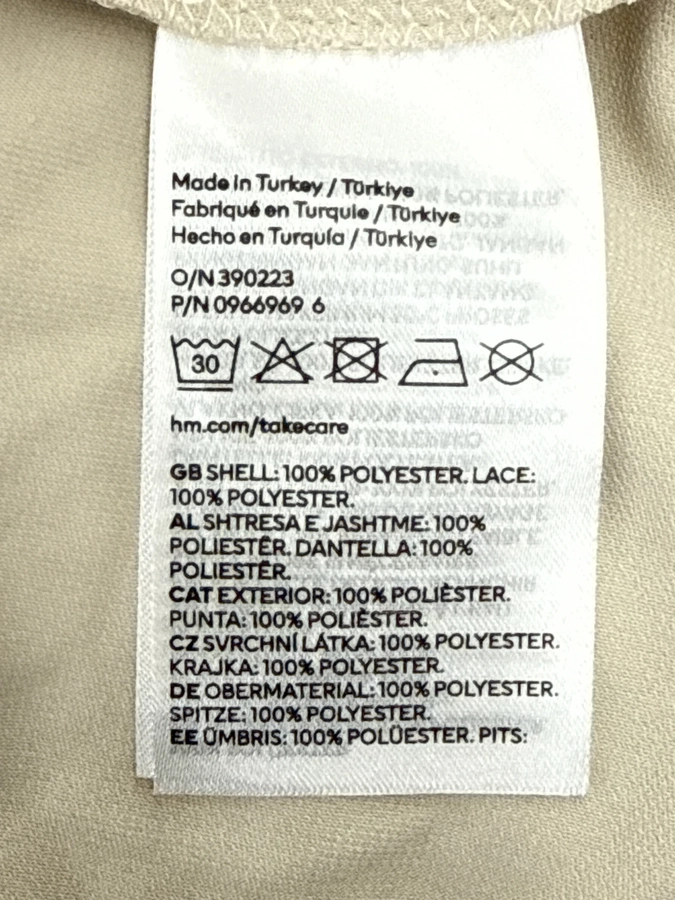 Made in Turkey / Türkiye
Fabriqué en Turquie / Türkiye
Hecho en Turquía / Türkiye
O/N 390223
P/N 0966969 6
30
hm.com/takecare
GB SHELL: 100% POLYESTER. LACE:
100% POLYESTER.
AL SHTRESA E JASHTME: 100%
POLIESTËR. DANTELLA: 100%
POLIESTËR.
CAT EXTERIOR: 100% POLIÈSTER.
PUNTA: 100% POLIÈSTER.
CZ SVRCHNÍ LÁTKA: 100% POLYESTER.
KRAJKA: 100% POLYESTER.
DE OBERMATERIAL: 100% POLYESTER.
SPITZE: 100% POLYESTER.
EE ÜMBRIS: 100% POLÜESTER. PITS: